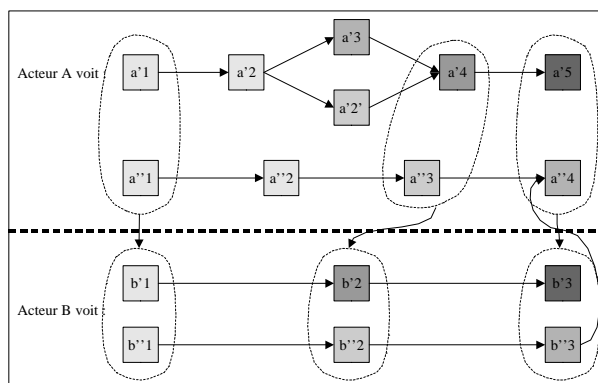 a'3
Acteur A voit :
a'1
a'2
a'4
a'5
a'2'
a''1
a''2
a''3
a''4
b'1
b'2
b'3
Acteur B voit :
b''1
b''2
b''3